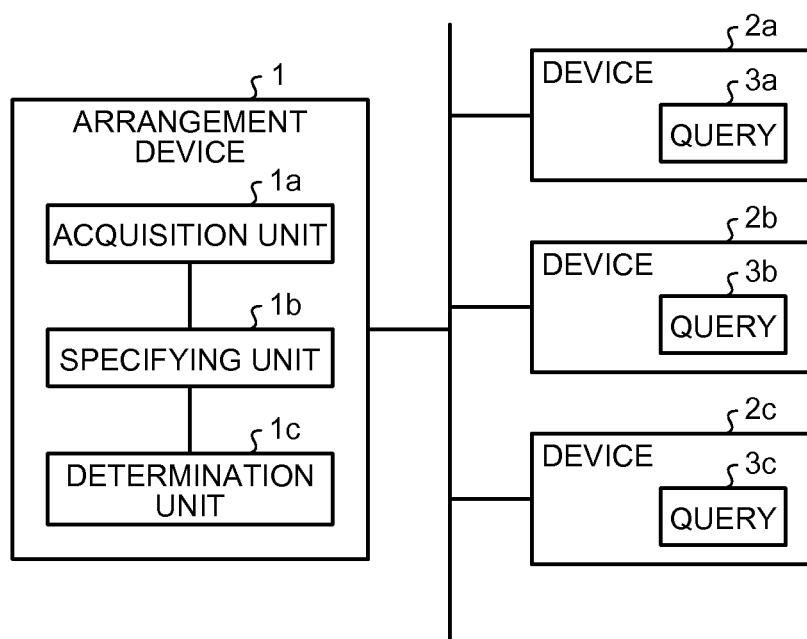 1
ARRANGEMENT
DEVICE
1a
ACQUISITION UNIT
1b
SPECIFYING UNIT
1c
DETERMINATION
UNIT
2a
DEVICE
3a
QUERY
2b
DEVICE
3b
QUERY
2c
DEVICE
3c
QUERY